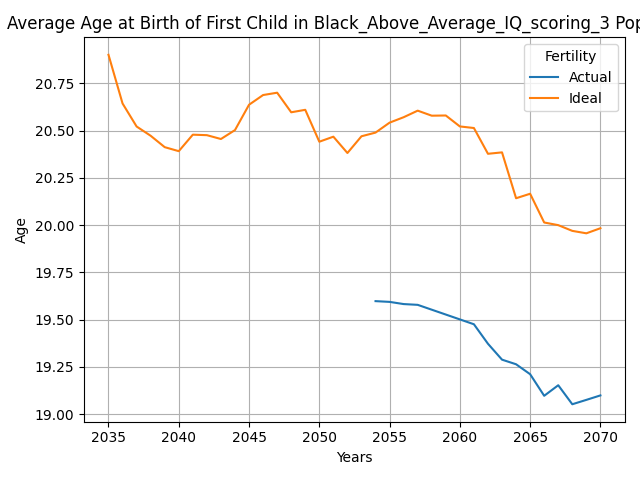 Average Age at Birth of First Child in Black_Above_Average_IQ_scoring_3 Pop
Fertility
Actual
Ideal
20.75
20.50
20.25
20.00
19.75
19.50
19.25
19.00
Age
2035 2040 2045 2050 2055 2060 2065 2070
Years